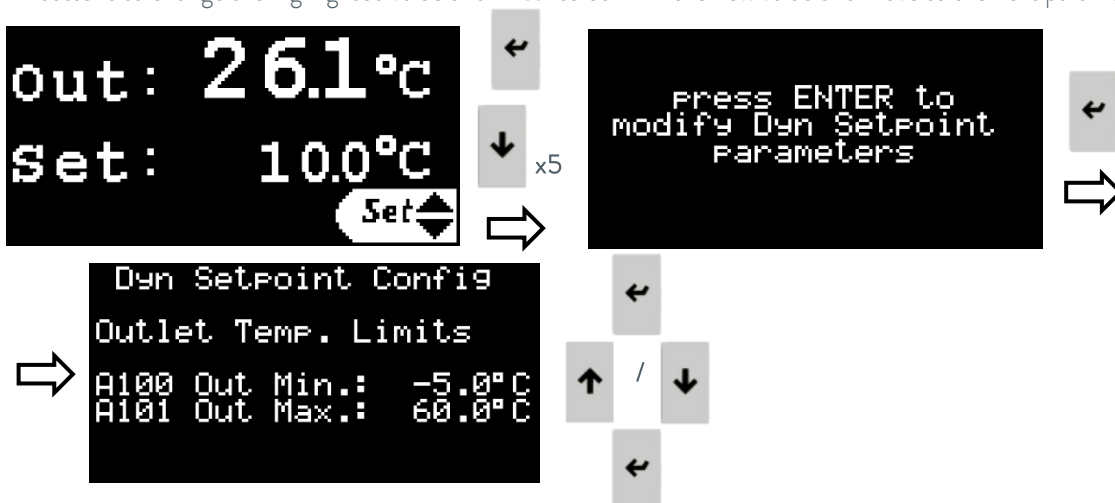 out: 26.1°C
Set: 10.0°C
Set
x5
press ENTER to
modify Dyn Setpoint
parameters
Dyn Setpoint Config
Outlet Temp. Limits
A100 Out Min.: -5.0°C
A101 Out Max.: 60.0°C
/